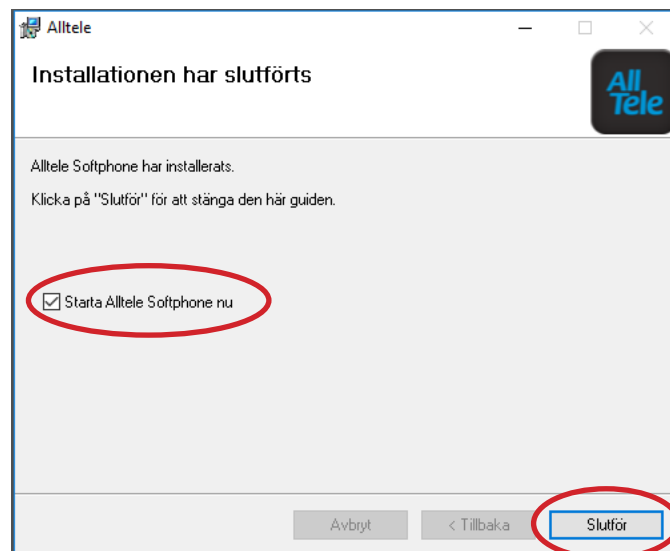 Alltele
Installationen har slutförts
All
Tele
Alltele Softphone har installerats.
Klicka på "Slutför" för att stänga den här guiden.
Starta Alltele Softphone nu
Avbryt
< Tillbaka
Slutför